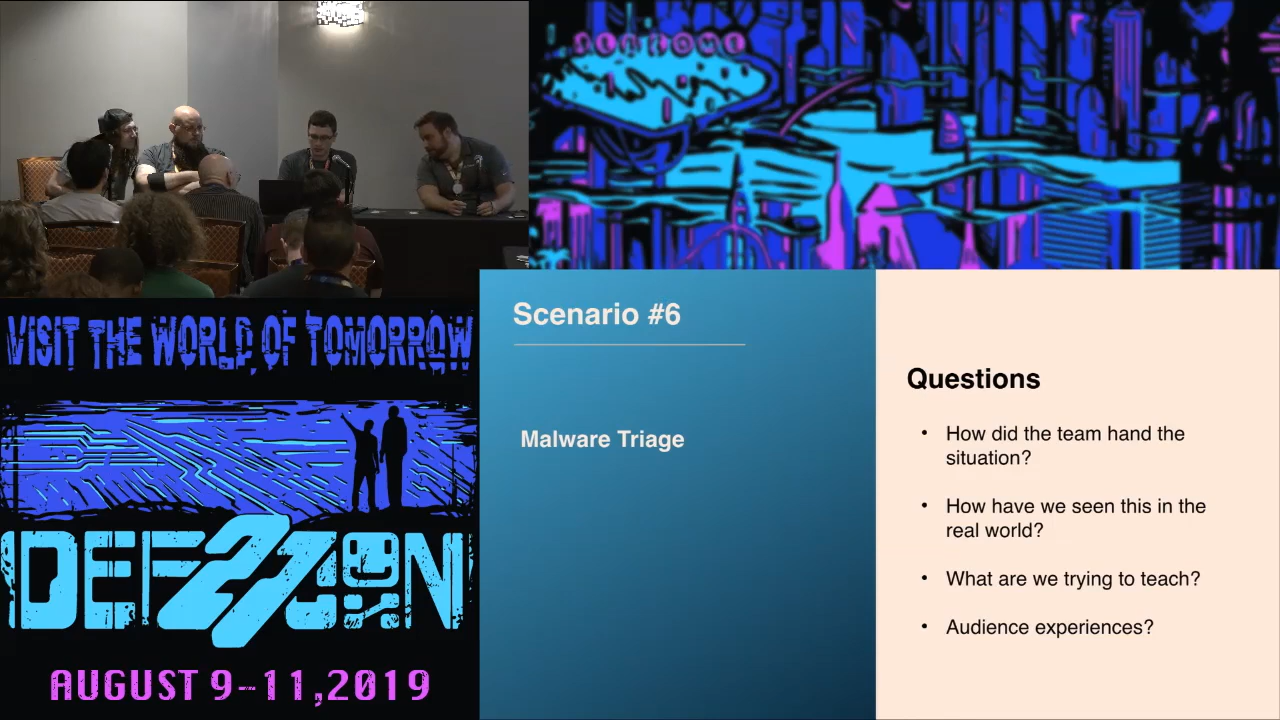 WELCOME
VISIT THE WORLD OF TOMORROW
DEF 27 CON
AUGUST 9-11,2019
Scenario #6
Malware Triage
Questions
• How did the team hand the
situation?
• How have we seen this in the
real world?
• What are we trying to teach?
• Audience experiences?